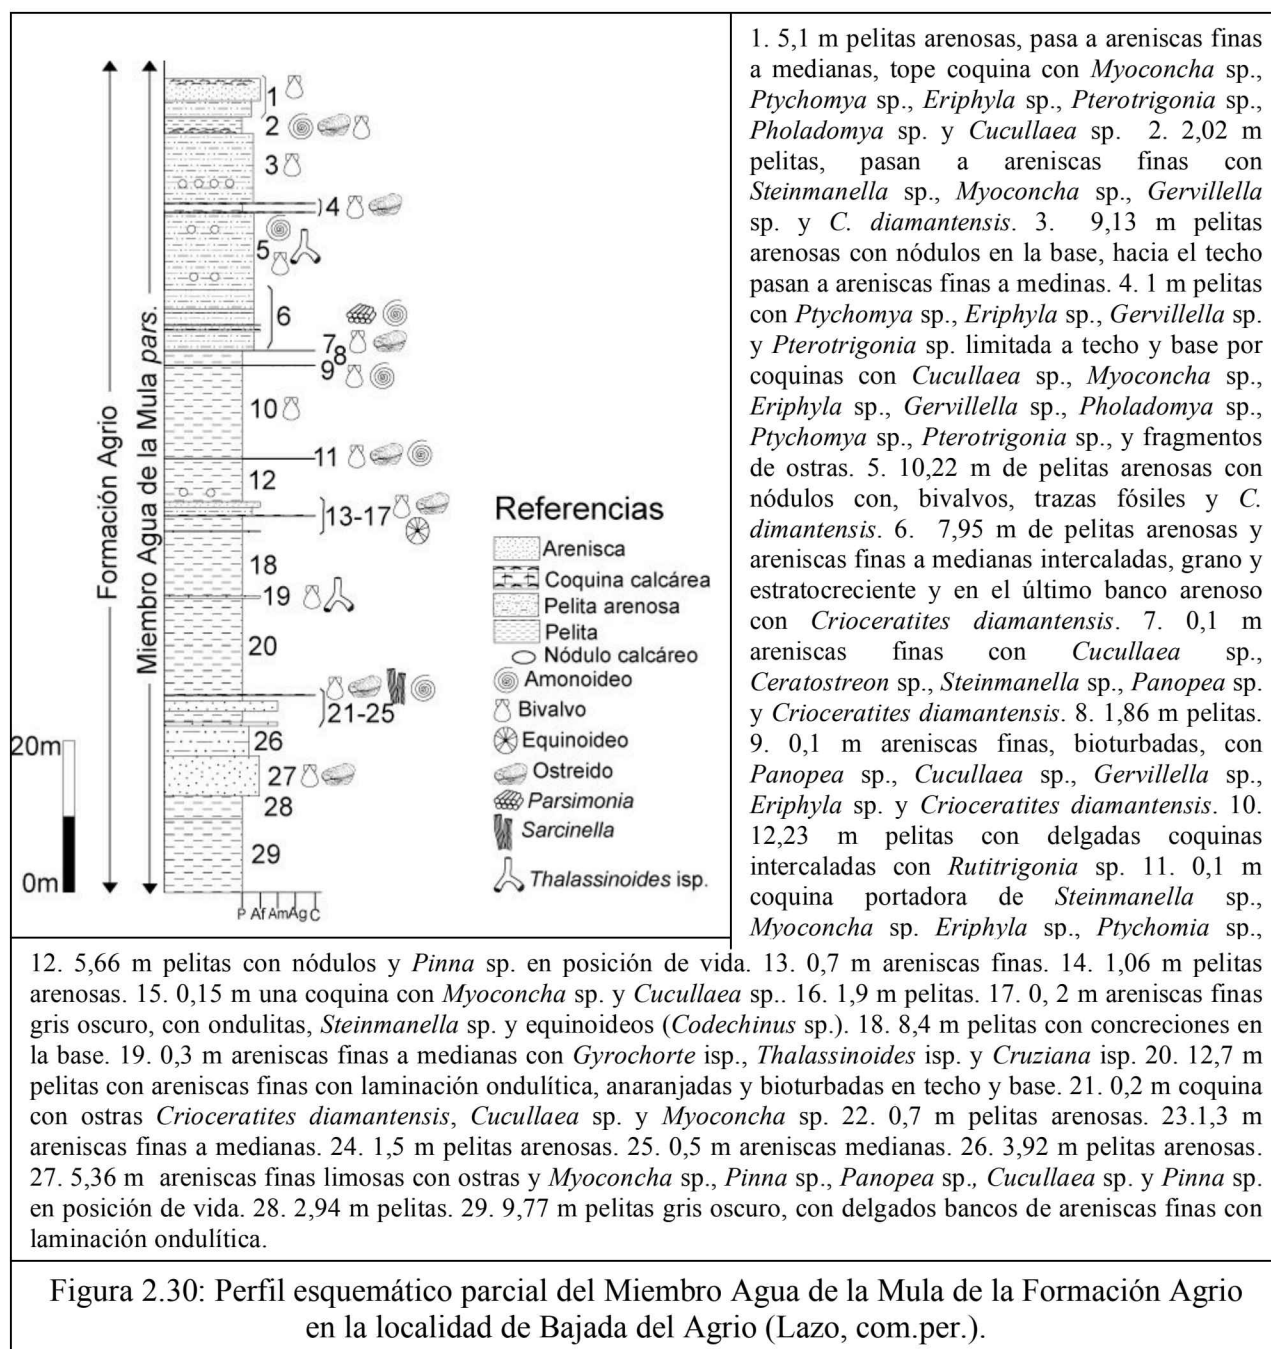 Formación Agrio
Miembro Agua de la Mula pars.
1
2
3
4
5
6
7
8
9
10
11
12
13-17
18
19
20
21-25
26
27
28
29
20m
0m
P Af Am Ag C
Referencias
Arenisca
Coquina calcárea
Pelita arenosa
Pelita
Nódulo calcáreo
Amonoideo
Bivalvo
Equinoideo
Ostreido
Parsimonia
Sarcinella
Thalassinoides isp.
1. 5,1 m pelitas arenosas, pasa a areniscas finas
a medianas, tope coquina con Myoconcha sp.,
Ptychomya sp., Eriphyla sp., Pterotrigonia sp.,
Pholadomya sp. y Cucullaea sp. 2. 2,02 m
pelitas, pasan a areniscas finas con
Steinmanella sp., Myoconcha sp., Gervillella
sp. y C. diamantensis. 3. 9,13 m pelitas
arenosas con nódulos en la base, hacia el techo
pasan a areniscas finas a medinas. 4. 1 m pelitas
con Ptychomya sp., Eriphyla sp., Gervillella sp.
y Pterotrigonia sp. limitada a techo y base por
coquinas con Cucullaea sp., Myoconcha sp.,
Eriphyla sp., Gervillella sp., Pholadomya sp.,
Ptychomya sp., Pterotrigonia sp., y fragmentos
de ostras. 5. 10,22 m de pelitas arenosas con
nódulos con, bivalvos, trazas fósiles y C.
dimantensis. 6. 7,95 m de pelitas arenosas y
areniscas finas a medianas intercaladas, grano y
estratocreciente y en el último banco arenoso
con Crioceratites diamantensis. 7. 0,1 m
areniscas finas con Cucullaea sp.,
Ceratostreon sp., Steinmanella sp., Panopea sp.
y Crioceratites diamantensis. 8. 1,86 m pelitas.
9. 0,1 m areniscas finas, bioturbadas, con
Panopea sp., Cucullaea sp., Gervillella sp.,
Eriphyla sp. y Crioceratites diamantensis. 10.
12,23 m pelitas con delgadas coquinas
intercaladas con Rutitrigonia sp. 11. 0,1 m
coquina portadora de Steinmanella sp.,
Myoconcha sp. Eriphyla sp., Ptychomia sp.,
12. 5,66 m pelitas con nódulos y Pinna sp. en posición de vida. 13. 0,7 m areniscas finas. 14. 1,06 m pelitas
arenosas. 15. 0,15 m una coquina con Myoconcha sp. y Cucullaea sp.. 16. 1,9 m pelitas. 17. 0, 2 m areniscas finas
gris oscuro, con ondulitas, Steinmanella sp. y equinoideos (Codechinus sp.). 18. 8,4 m pelitas con concreciones en
la base. 19. 0,3 m areniscas finas a medianas con Gyrochorte isp., Thalassinoides isp. y Cruziana isp. 20. 12,7 m
pelitas con areniscas finas con laminación ondulítica, anaranjadas y bioturbadas en techo y base. 21. 0,2 m coquina
con ostras Crioceratites diamantensis, Cucullaea sp. y Myoconcha sp. 22. 0,7 m pelitas arenosas. 23.1,3 m
areniscas finas a medianas. 24. 1,5 m pelitas arenosas. 25. 0,5 m areniscas medianas. 26. 3,92 m pelitas arenosas.
27. 5,36 m areniscas finas limosas con ostras y Myoconcha sp., Pinna sp., Panopea sp., Cucullaea sp. y Pinna sp.
en posición de vida. 28. 2,94 m pelitas. 29. 9,77 m pelitas gris oscuro, con delgados bancos de areniscas finas con
laminación ondulítica.
Figura 2.30: Perfil esquemático parcial del Miembro Agua de la Mula de la Formación Agrio
en la localidad de Bajada del Agrio (Lazo, com.per.).